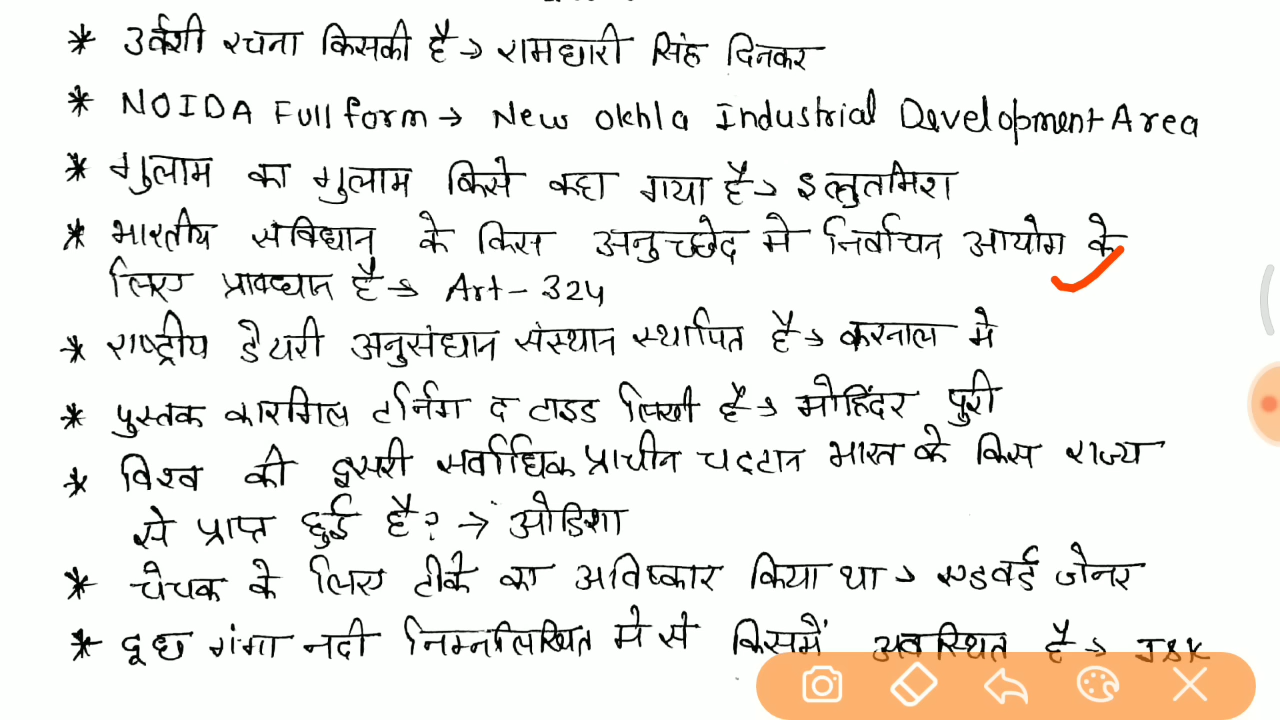 * उर्वशी रचना किसकी है → रामधारी सिंह दिनकर
* NOIDA Full form → New Okhla Industrial Development Area
* गुलाम का गुलाम किसे कहा गया है → इल्तुतमिश
* भारतीय संविधान के किस अनुच्छेद मे निर्वाचन आयोग के
लिए प्रावधान है → Art - 324
* राष्ट्रीय डेयरी अनुसंधान संस्थान स्थापित है → करनाल मे
* पुस्तक कारगिल टर्निंग द टाइड लिखी है → मोहिंदर पुरी
* विश्व की दूसरी सर्वाधिक प्राचीन चट्टान भारत के किस राज्य
से प्राप्त हुई है? → ओडिशा
* चेचक के लिए टीके का अविष्कार किया था → एडवर्ड जेनर
* दूध गंगा नदी निम्नलिखित मे से किसमें अवस्थित है → J&K